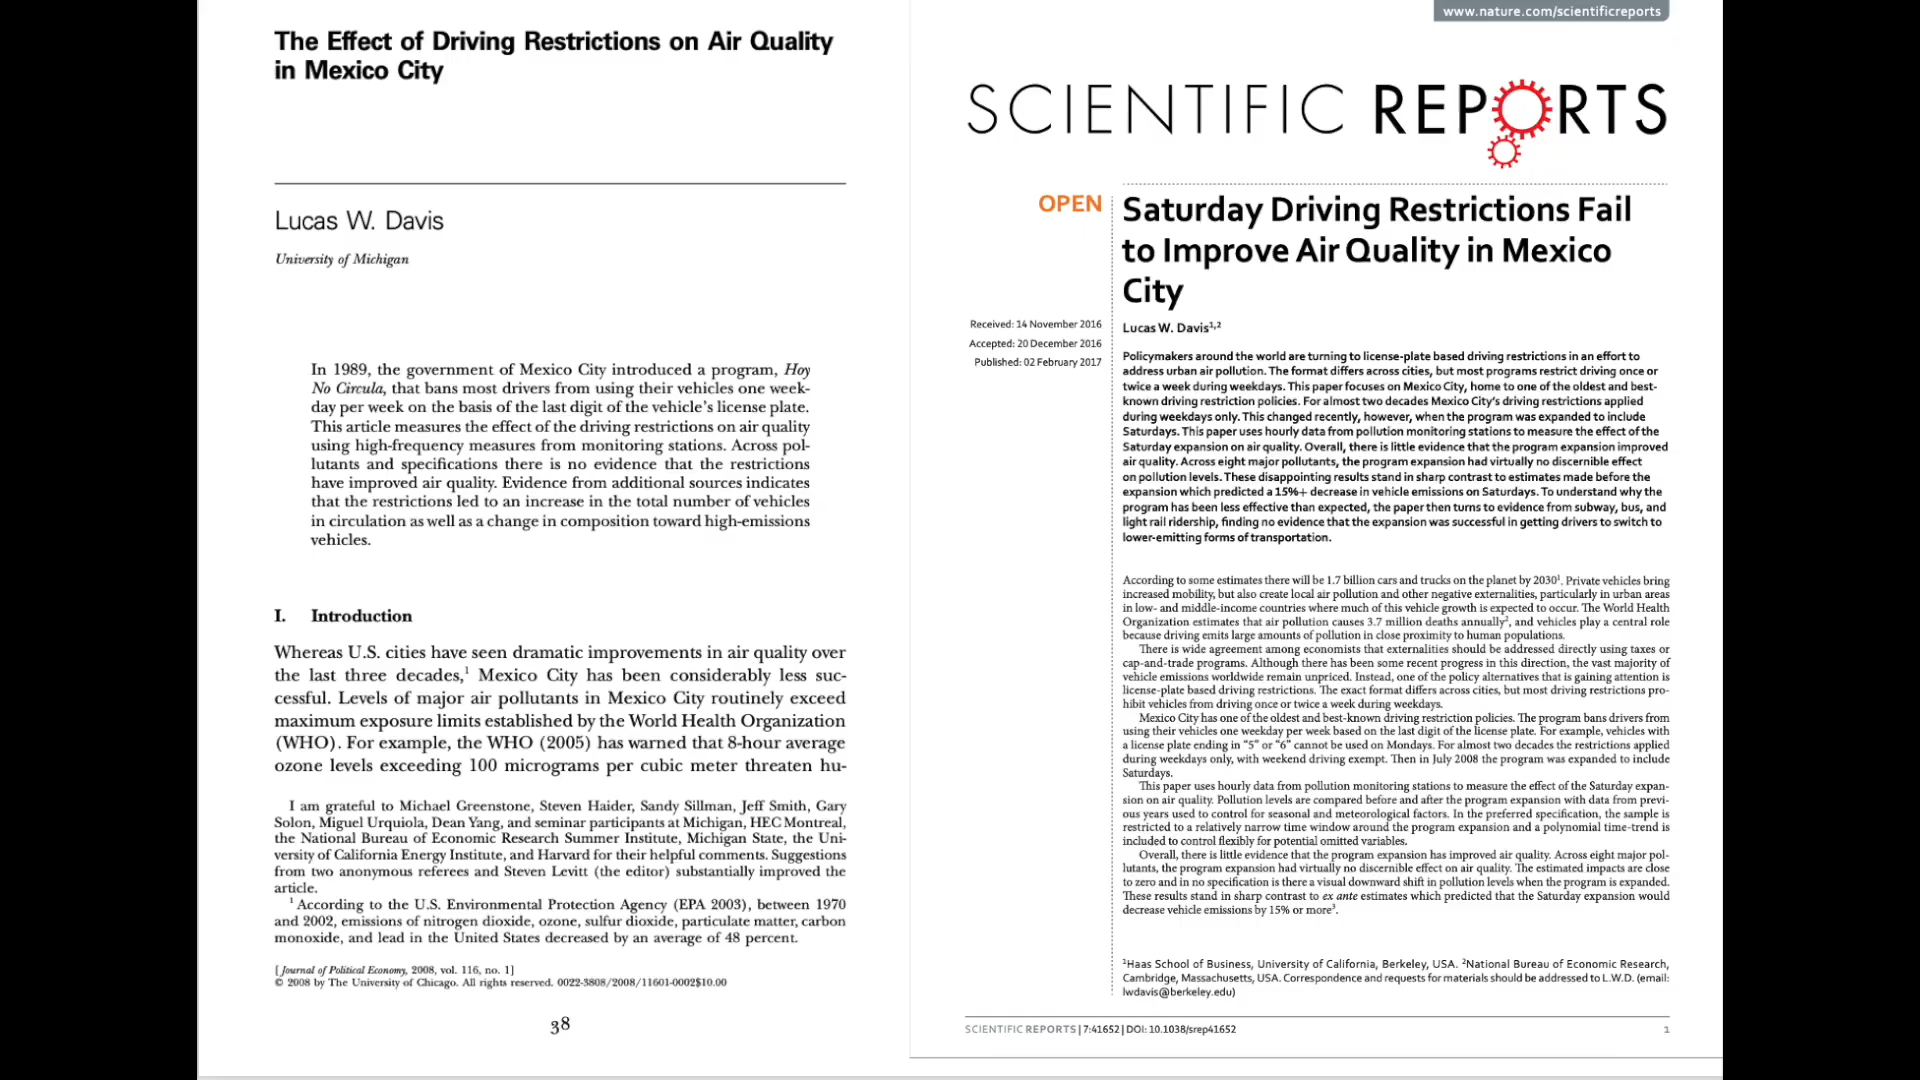 The Effect of Driving Restrictions on Air Quality
in Mexico City
Lucas W. Davis
University of Michigan
In 1989, the government of Mexico City introduced a program, Hoy
No Circula, that bans most drivers from using their vehicles one week-
day per week on the basis of the last digit of the vehicle's license plate.
This article measures the effect of the driving restrictions on air quality
using high-frequency measures from monitoring stations. Across pol-
lutants and specifications there is no evidence that the restrictions
have improved air quality. Evidence from additional sources indicates
that the restrictions led to an increase in the total number of vehicles
in circulation as well as a change in composition toward high-emissions
vehicles.
I. Introduction
Whereas U.S. cities have seen dramatic improvements in air quality over
the last three decades,1 Mexico City has been considerably less suc-
cessful. Levels of major air pollutants in Mexico City routinely exceed
maximum exposure limits established by the World Health Organization
(WHO). For example, the WHO (2005) has warned that 8-hour average
ozone levels exceeding 100 micrograms per cubic meter threaten hu-
I am grateful to Michael Greenstone, Steven Haider, Sandy Sillman, Jeff Smith, Gary
Solon, Miguel Urquiola, Dean Yang, and seminar participants at Michigan, HEC Montreal,
the National Bureau of Economic Research Summer Institute, Michigan State, the Uni-
versity of California Energy Institute, and Harvard for their helpful comments. Suggestions
from two anonymous referees and Steven Levitt (the editor) substantially improved the
article.
1 According to the U.S. Environmental Protection Agency (EPA 2003), between 1970
and 2002, emissions of nitrogen dioxide, ozone, sulfur dioxide, particulate matter, carbon
monoxide, and lead in the United States decreased by an average of 48 percent.
[Journal of Political Economy, 2008, vol. 116, no. 1]
© 2008 by The University of Chicago. All rights reserved. 0022-3808/2008/11601-0002$10.00
38
www.nature.com/scientificreports
SCIENTIFIC REPORTS
OPEN
Saturday Driving Restrictions Fail
to Improve Air Quality in Mexico
City
Received: 14 November 2016
Accepted: 20 December 2016
Published: 02 February 2017
Lucas W. Davis1,2
Policymakers around the world are turning to license-plate based driving restrictions in an effort to
address urban air pollution. The format differs across cities, but most programs restrict driving once or
twice a week during weekdays. This paper focuses on Mexico City, home to one of the oldest and best-
known driving restriction policies. For almost two decades Mexico City's driving restrictions applied
during weekdays only. This changed recently, however, when the program was expanded to include
Saturdays. This paper uses hourly data from pollution monitoring stations to measure the effect of the
Saturday expansion on air quality. Overall, there is little evidence that the program expansion improved
air quality. Across eight major pollutants, the program expansion had virtually no discernible effect
on pollution levels. These disappointing results stand in sharp contrast to estimates made before the
expansion which predicted a 15%+ decrease in vehicle emissions on Saturdays. To understand why the
program has been less effective than expected, the paper then turns to evidence from subway, bus, and
light rail ridership, finding no evidence that the expansion was successful in getting drivers to switch to
lower-emitting forms of transportation.
According to some estimates there will be 1.7 billion cars and trucks on the planet by 20301. Private vehicles bring
increased mobility, but also create local air pollution and other negative externalities, particularly in urban areas
in low- and middle-income countries where much of this vehicle growth is expected to occur. The World Health
Organization estimates that air pollution causes 3.7 million deaths annually2, and vehicles play a central role
because driving emits large amounts of pollution in close proximity to human populations.
There is wide agreement among economists that externalities should be addressed directly using taxes or
cap-and-trade programs. Although there has been some recent progress in this direction, the vast majority of
vehicle emissions worldwide remain unpriced. Instead, one of the policy alternatives that is gaining attention is
license-plate based driving restrictions. The exact format differs across cities, but most driving restrictions pro-
hibit vehicles from driving once or twice a week during weekdays.
Mexico City has one of the oldest and best-known driving restriction policies. The program bans drivers from
using their vehicles one weekday per week based on the last digit of the license plate. For example, vehicles with
a license plate ending in "5" or "6" cannot be used on Mondays. For almost two decades the restrictions applied
during weekdays only, with weekend driving exempt. Then in July 2008 the program was expanded to include
Saturdays.
This paper uses hourly data from pollution monitoring stations to measure the effect of the Saturday expan-
sion on air quality. Pollution levels are compared before and after the program expansion with data from previ-
ous years used to control for seasonal and meteorological factors. In the preferred specification, the sample is
restricted to a relatively narrow time window around the program expansion and a polynomial time-trend is
included to control flexibly for potential omitted variables.
Overall, there is little evidence that the program expansion has improved air quality. Across eight major pol-
lutants, the program expansion had virtually no discernible effect on air quality. The estimated impacts are close
to zero and in no specification is there a visual downward shift in pollution levels when the program is expanded.
These results stand in sharp contrast to ex ante estimates which predicted that the Saturday expansion would
decrease vehicle emissions by 15% or more3.
1Haas School of Business, University of California, Berkeley, USA. 2National Bureau of Economic Research,
Cambridge, Massachusetts, USA. Correspondence and requests for materials should be addressed to L.W.D. (email:
lwdavis@berkeley.edu)
SCIENTIFIC REPORTS | 7:41652 | DOI: 10.1038/srep41652
1